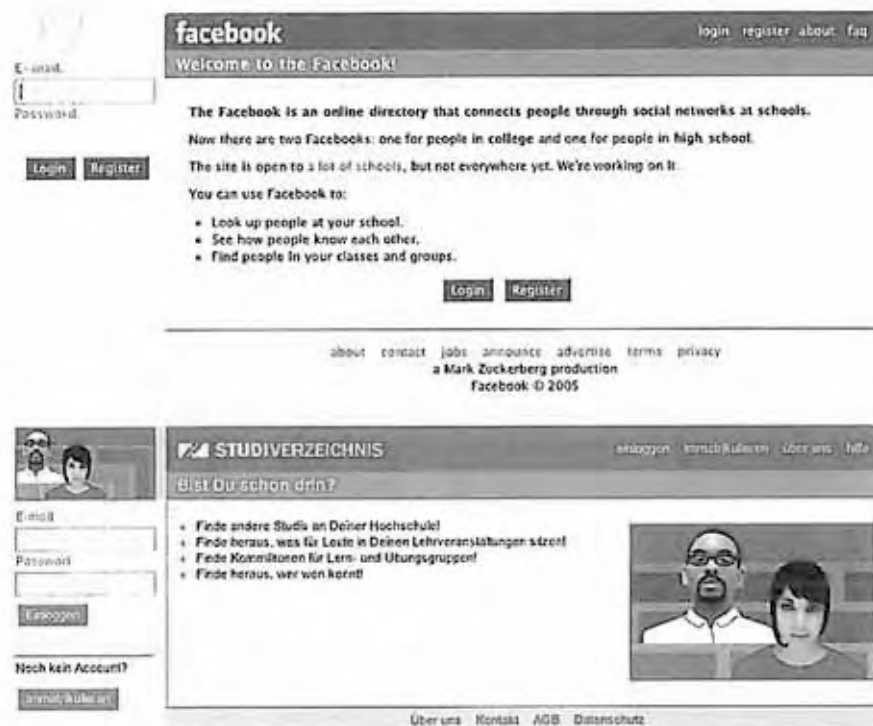 facebook
login register about faq
Welcome to the Facebook!
E-mail:
Password:
Login Register
The Facebook is an online directory that connects people through social networks at schools.
Now there are two Facebooks: one for people in college and one for people in high school.
The site is open to a lot of schools, but not everywhere yet. We're working on it.
You can use Facebook to:
• Look up people at your school.
• See how people know each other.
• Find people in your classes and groups.
Login Register
about contact jobs announce advertise terms privacy
a Mark Zuckerberg production
Facebook © 2005
STUDIVERZEICHNIS
einloggen immatrikulieren über uns hilfe
Bist Du schon drin?
E-mail
Passwort
Einloggen
Noch kein Account?
Immatrikulieren
Finde andere Studis an Deiner Hochschule!
Finde heraus, was für Leute in Deinen Lehrveranstaltungen sitzen!
Finde Kommilitonen für Lern- und Übungsgruppen!
Finde heraus, wer wen kennt!
Über uns Kontakt AGB Datenschutz